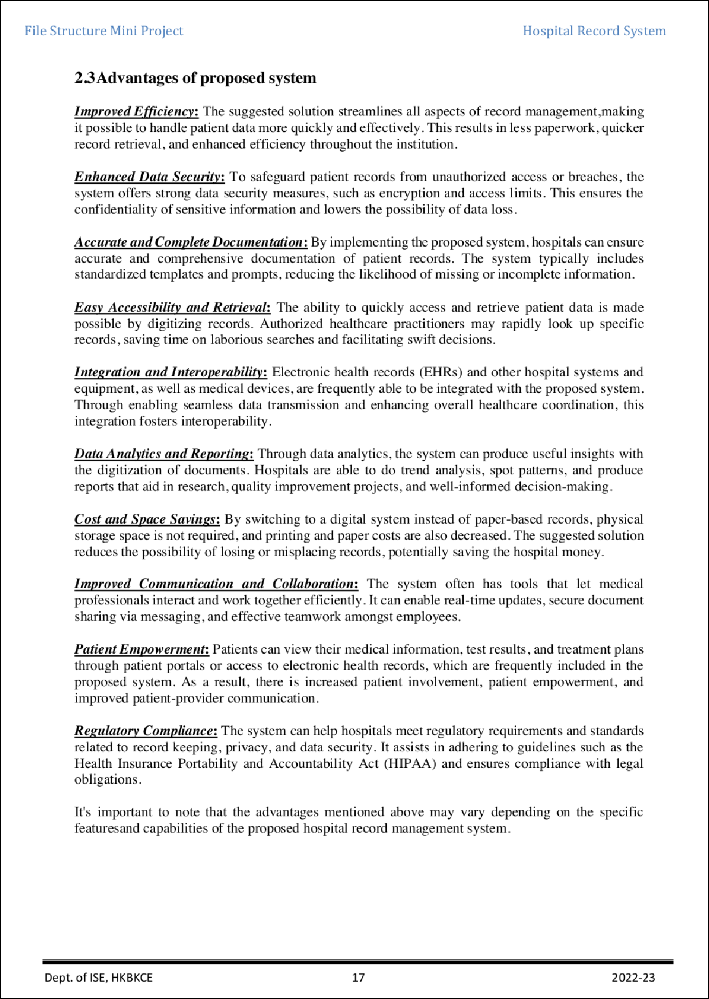 File Structure Mini Project Hospital Record System
2.3Advantages of proposed system
Improved Efficiency: The suggested solution streamlines all aspects of record management,making
it possible to handle patient data more quickly and effectively. This results in less paperwork, quicker
record retrieval, and enhanced efficiency throughout the institution.
Enhanced Data Security: To safeguard patient records from unauthorized access or breaches, the
system offers strong data security measures, such as encryption and access limits. This ensures the
confidentiality of sensitive information and lowers the possibility of data loss.
Accurate and Complete Documentation: By implementing the proposed system, hospitals can ensure
accurate and comprehensive documentation of patient records. The system typically includes
standardized templates and prompts, reducing the likelihood of missing or incomplete information.
Easy Accessibility and Retrieval: The ability to quickly access and retrieve patient data is made
possible by digitizing records. Authorized healthcare practitioners may rapidly look up specific
records, saving time on laborious searches and facilitating swift decisions.
Integration and Interoperability: Electronic health records (EHRs) and other hospital systems and
equipment, as well as medical devices, are frequently able to be integrated with the proposed system.
Through enabling seamless data transmission and enhancing overall healthcare coordination, this
integration fosters interoperability.
Data Analytics and Reporting: Through data analytics, the system can produce useful insights with
the digitization of documents. Hospitals are able to do trend analysis, spot patterns, and produce
reports that aid in research, quality improvement projects, and well-informed decision-making.
Cost and Space Savings: By switching to a digital system instead of paper-based records, physical
storage space is not required, and printing and paper costs are also decreased. The suggested solution
reduces the possibility of losing or misplacing records, potentially saving the hospital money.
Improved Communication and Collaboration: The system often has tools that let medical
professionals interact and work together efficiently. It can enable real-time updates, secure document
sharing via messaging, and effective teamwork amongst employees.
Patient Empowerment: Patients can view their medical information, test results, and treatment plans
through patient portals or access to electronic health records, which are frequently included in the
proposed system. As a result, there is increased patient involvement, patient empowerment, and
improved patient-provider communication.
Regulatory Compliance: The system can help hospitals meet regulatory requirements and standards
related to record keeping, privacy, and data security. It assists in adhering to guidelines such as the
Health Insurance Portability and Accountability Act (HIPAA) and ensures compliance with legal
obligations.
It's important to note that the advantages mentioned above may vary depending on the specific
featuresand capabilities of the proposed hospital record management system.
Dept. of ISE, HKBKCE 17 2022-23